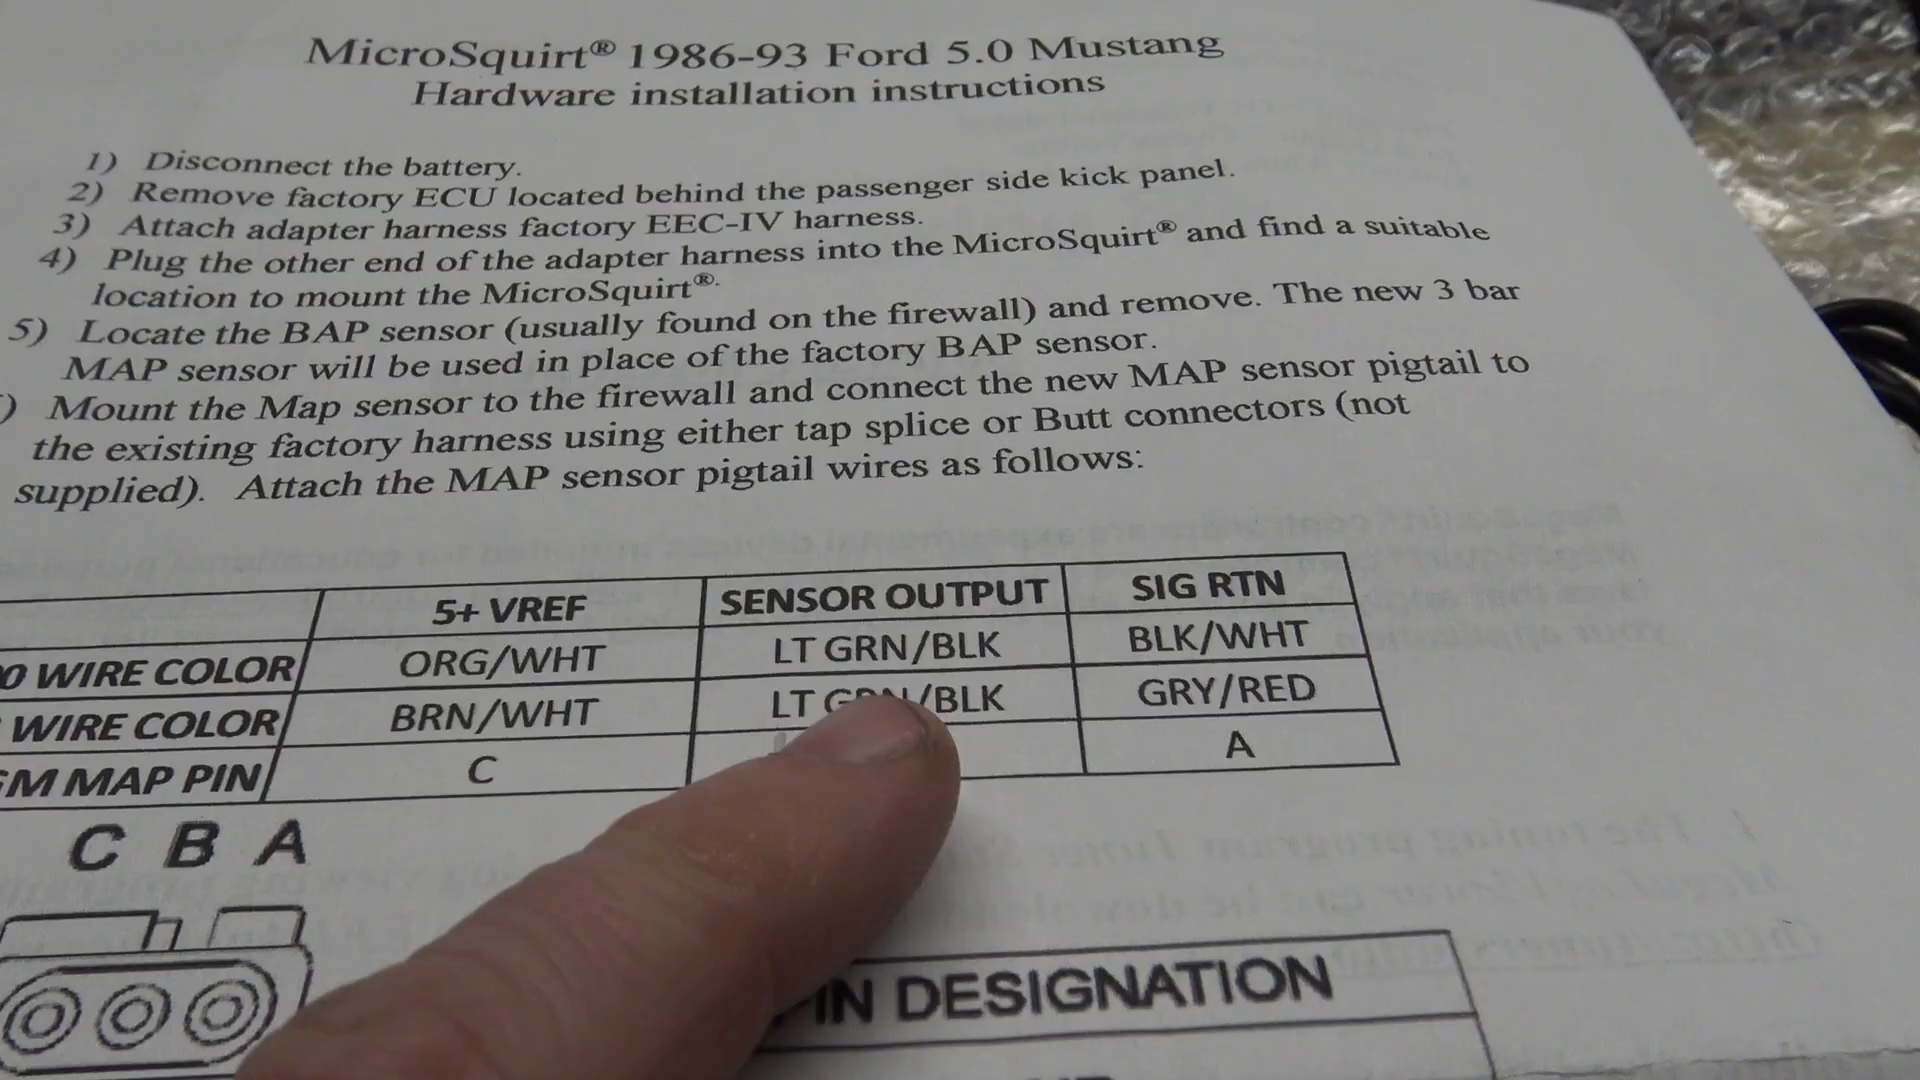 MicroSquirt® 1986-93 Ford 5.0 Mustang
Hardware installation instructions
1) Disconnect the battery.
2) Remove factory ECU located behind the passenger side kick panel.
3) Attach adapter harness factory EEC-IV harness.
4) Plug the other end of the adapter harness into the MicroSquirt® and find a suitable
location to mount the MicroSquirt®.
5) Locate the BAP sensor (usually found on the firewall) and remove. The new 3 bar
MAP sensor will be used in place of the factory BAP sensor.
) Mount the Map sensor to the firewall and connect the new MAP sensor pigtail to
the existing factory harness using either tap splice or Butt connectors (not
supplied). Attach the MAP sensor pigtail wires as follows:
5+ VREF SENSOR OUTPUT SIG RTN
0 WIRE COLOR ORG/WHT LT GRN/BLK BLK/WHT
WIRE COLOR BRN/WHT LT GRN/BLK GRY/RED
GM MAP PIN C A
C B A
PIN DESIGNATION